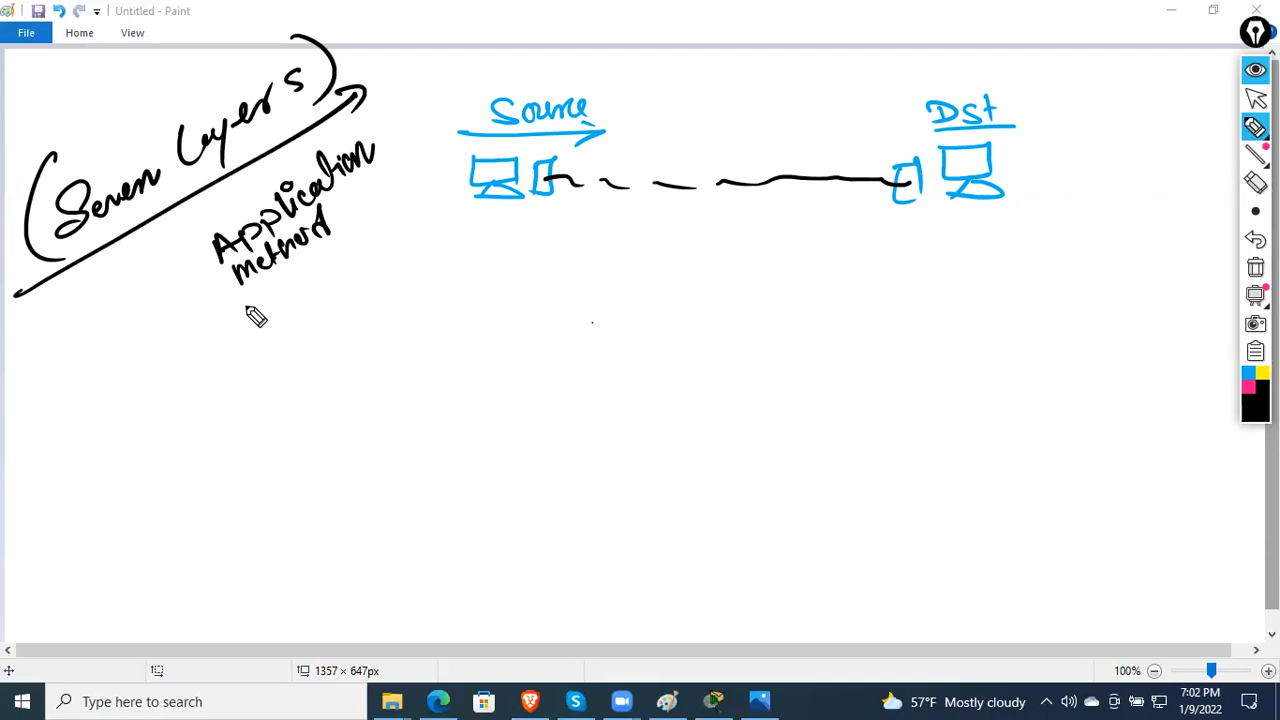 Untitled - Paint
File Home View
(Seven Layers)
Application
method
Source
Dst
1357 × 647px
100%
Type here to search
57°F Mostly cloudy
7:02 PM
1/9/2022